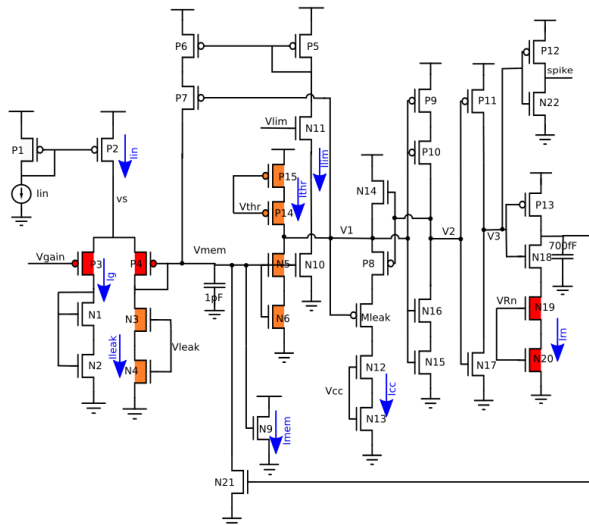 P6
P5
P12
spike
P7
P9
P11
N22
Vlim
N11
P1
P2
Iin
Ilim
P10
P15
Ithr
N14
Iin
vs
P13
Vthr
P14
V1
V2
V3
700fF
Vgain
P3
P4
Vmem
N5
N10
P8
N18
Ig
1pF
VRn
N19
N1
N3
N6
Mleak
N16
Irn
Ileak
Vleak
N2
N4
N12
N15
N17
N20
Vcc
Icc
N9
Imem
N13
N21